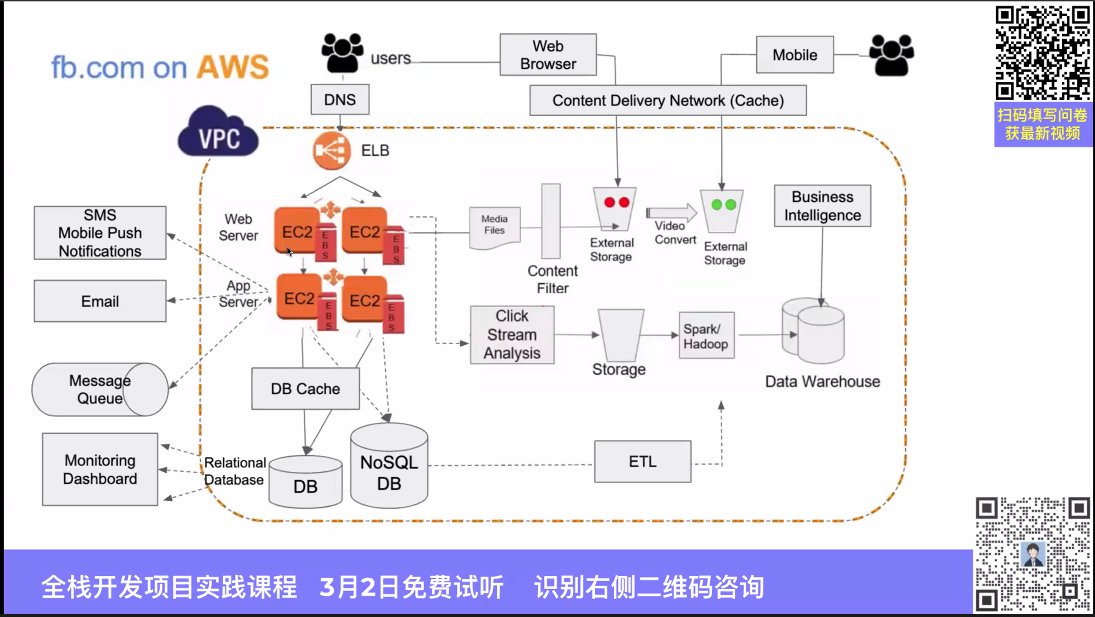 fb.com on AWS
users
Web
Browser
Mobile
扫码填写问卷
获最新视频
DNS
Content Delivery Network (Cache)
VPC
ELB
Web
Server
EC2
EBS
EC2
EBS
Media
Files
Content
Filter
External
Storage
Video
Convert
External
Storage
Business
Intelligence
SMS
Mobile Push
Notifications
Email
App
Server
EC2
EBS
EC2
EBS
Click
Stream
Analysis
Storage
Spark/
Hadoop
Data Warehouse
Message
Queue
DB Cache
Monitoring
Dashboard
Relational
Database
DB
NoSQL
DB
ETL
全栈开发项目实践课程 3月2日免费试听 识别右侧二维码咨询